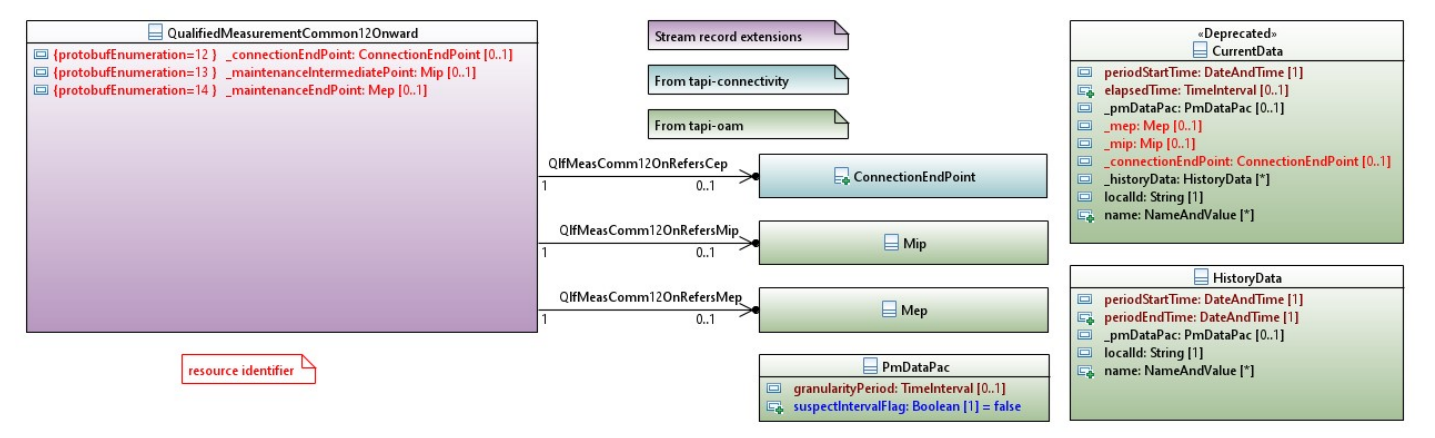 QualifiedMeasurementCommon12Onward
{protobufEnumeration=12 } _connectionEndPoint: ConnectionEndPoint [0..1]
{protobufEnumeration=13 } _maintenanceIntermediatePoint: Mip [0..1]
{protobufEnumeration=14 } _maintenanceEndPoint: Mep [0..1]
resource identifier
Stream record extensions
From tapi-connectivity
From tapi-oam
QlfMeasComm12OnRefersCep
1
0..1
ConnectionEndPoint
QlfMeasComm12OnRefersMip
1
0..1
Mip
QlfMeasComm12OnRefersMep
1
0..1
Mep
PmDataPac
granularityPeriod: TimeInterval [0..1]
suspectIntervalFlag: Boolean [1] = false
«Deprecated»
CurrentData
periodStartTime: DateAndTime [1]
elapsedTime: TimeInterval [0..1]
_pmDataPac: PmDataPac [0..1]
_mep: Mep [0..1]
_mip: Mip [0..1]
_connectionEndPoint: ConnectionEndPoint [0..1]
_historyData: HistoryData [*]
localId: String [1]
name: NameAndValue [*]
HistoryData
periodStartTime: DateAndTime [1]
periodEndTime: DateAndTime [1]
_pmDataPac: PmDataPac [0..1]
localId: String [1]
name: NameAndValue [*]